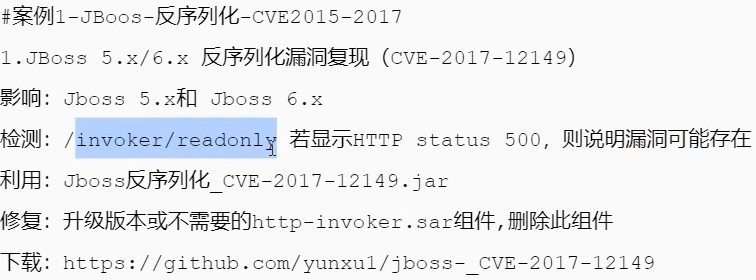 #案例1-JBoos-反序列化-CVE2015-2017
1.JBoss 5.x/6.x 反序列化漏洞复现（CVE-2017-12149）
影响：Jboss 5.x和 Jboss 6.x
检测：/invoker/readonly 若显示HTTP status 500，则说明漏洞可能存在
利用：Jboss反序列化_CVE-2017-12149.jar
修复：升级版本或不需要的http-invoker.sar组件,删除此组件
下载：https://github.com/yunxu1/jboss-_CVE-2017-12149